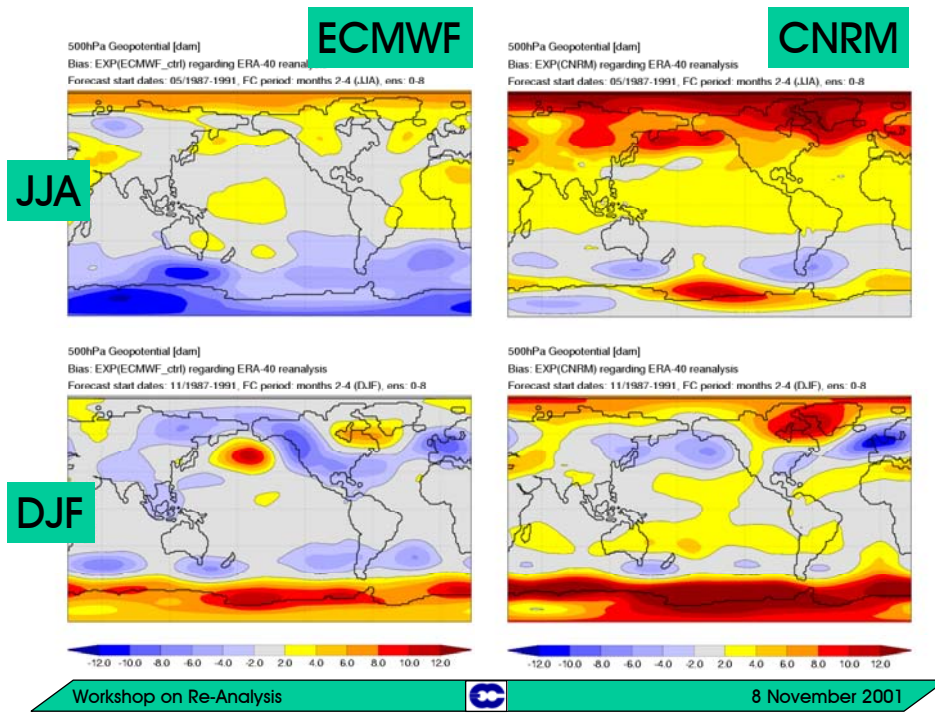 ECMWF
CNRM
500hPa Geopotential [dam]
Bias: EXP(ECMWF_ctrl) regarding ERA-40 reanalysis
Forecast start dates: 05/1987-1991, FC period: months 2-4 (JJA), ens: 0-8
500hPa Geopotential [dam]
Bias: EXP(CNRM) regarding ERA-40 reanalysis
Forecast start dates: 05/1987-1991, FC period: months 2-4 (JJA), ens: 0-8
JJA
500hPa Geopotential [dam]
Bias: EXP(ECMWF_ctrl) regarding ERA-40 reanalysis
Forecast start dates: 11/1987-1991, FC period: months 2-4 (DJF), ens: 0-8
500hPa Geopotential [dam]
Bias: EXP(CNRM) regarding ERA-40 reanalysis
Forecast start dates: 11/1987-1991, FC period: months 2-4 (DJF), ens: 0-8
DJF
-12.0 -10.0 -8.0 -6.0 -4.0 -2.0 2.0 4.0 6.0 8.0 10.0 12.0
-12.0 -10.0 -8.0 -6.0 -4.0 -2.0 2.0 4.0 6.0 8.0 10.0 12.0
Workshop on Re-Analysis
8 November 2001